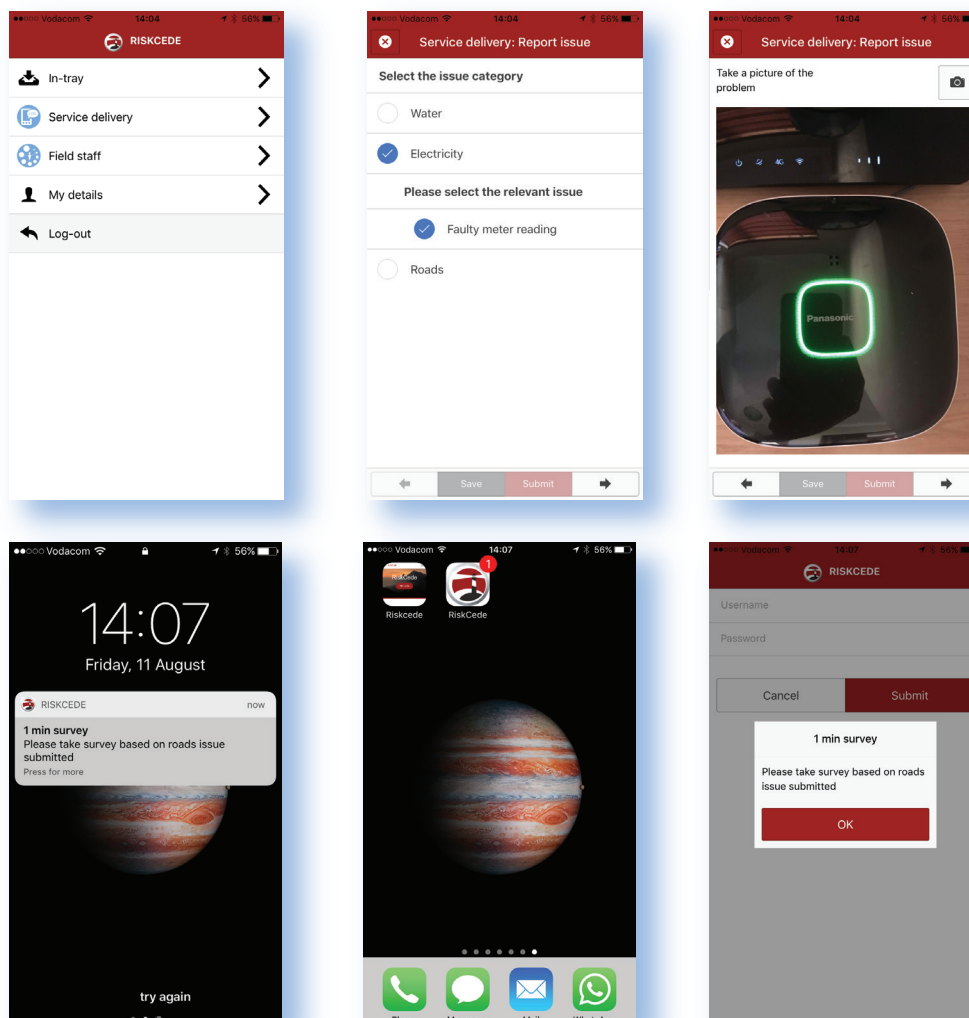 Vodacom 14:04 56%
RISKCEDE
In-tray
Service delivery
Field staff
My details
Log-out
Vodacom 14:04 56%
Service delivery: Report issue
Select the issue category
Water
Electricity
Please select the relevant issue
Faulty meter reading
Roads
Save Submit
Vodacom 14:04 56%
Service delivery: Report issue
Take a picture of the
problem
4G
Panasonic
Save Submit
Vodacom 56%
14:07
Friday, 11 August
RISKCEDE now
1 min survey
Please take survey based on roads issue
submitted
Press for more
try again
Vodacom 14:07 56%
1
RiskCede
Riskcede RiskCede
Vodacom 14:07 56%
RISKCEDE
Username
Password
Cancel Submit
1 min survey
Please take survey based on roads
issue submitted
OK